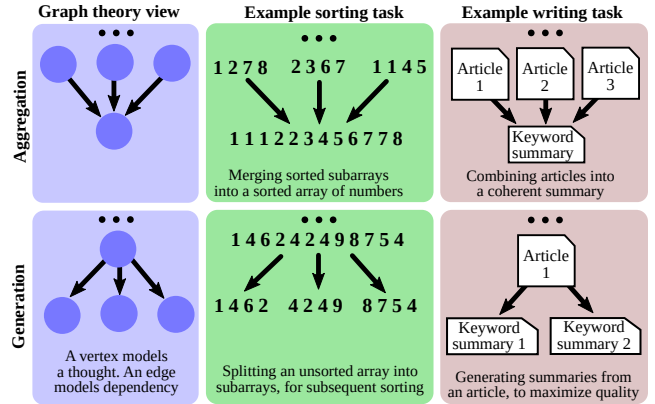 Graph theory view
Example sorting task
Example writing task
Aggregation
1 2 7 8
2 3 6 7
1 1 4 5
1 1 1 2 2 3 4 5 6 7 7 8
Merging sorted subarrays
into a sorted array of numbers
Article
1
Article
2
Article
3
Keyword
summary
Combining articles into
a coherent summary
Generation
A vertex models
a thought. An edge
models dependency
1 4 6 2 4 2 4 9 8 7 5 4
1 4 6 2
4 2 4 9
8 7 5 4
Splitting an unsorted array into
subarrays, for subsequent sorting
Article
1
Keyword
summary 1
Keyword
summary 2
Generating summaries from
an article, to maximize quality